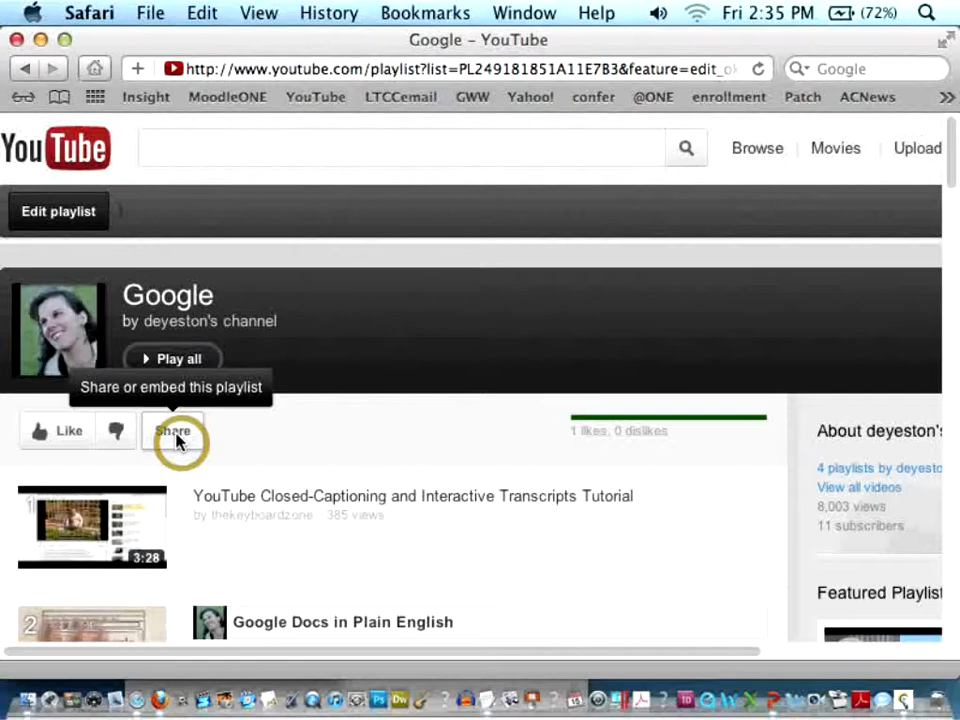 Safari File Edit View History Bookmarks Window Help Fri 2:35 PM (72%)
Google – YouTube
http://www.youtube.com/playlist?list=PL249181851A11E7B3&feature=edit_o Google
Insight MoodleONE YouTube LTCCemail GWW Yahoo! confer @ONE enrollment Patch ACNews
YouTube Browse Movies Upload
Edit playlist
Google
by deyeston's channel
Play all
Share or embed this playlist
Like Share
1 likes, 0 dislikes
About deyeston's
4 playlists by deyesto
View all videos
8,003 views
11 subscribers
1 YouTube Closed-Captioning and Interactive Transcripts Tutorial
by thekeyboardzone 385 views
3:28
Featured Playlist
2 Google Docs in Plain English